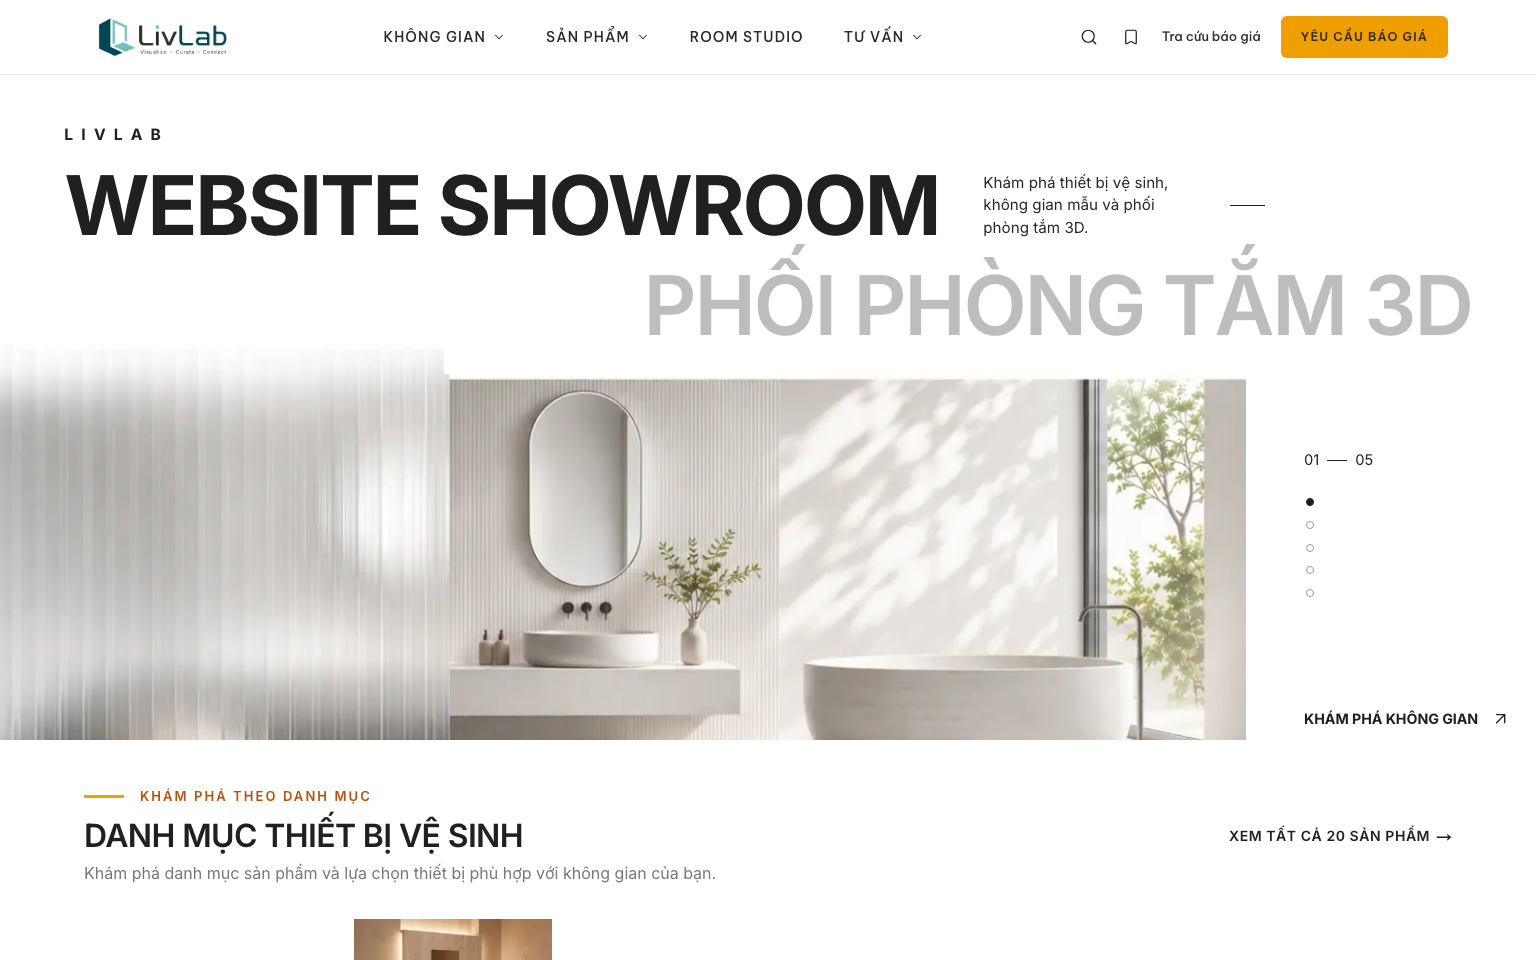 LivLab
Visualize • Curate • Connect
KHÔNG GIAN
SẢN PHẨM
ROOM STUDIO
TƯ VẤN
Tra cứu báo giá
YÊU CẦU BÁO GIÁ
LIVLAB
WEBSITE SHOWROOM
Khám phá thiết bị vệ sinh,
không gian mẫu và phối
phòng tắm 3D.
PHỐI PHÒNG TẮM 3D
01
05
KHÁM PHÁ KHÔNG GIAN
KHÁM PHÁ THEO DANH MỤC
DANH MỤC THIẾT BỊ VỆ SINH
XEM TẤT CẢ 20 SẢN PHẨM →
Khám phá danh mục sản phẩm và lựa chọn thiết bị phù hợp với không gian của bạn.